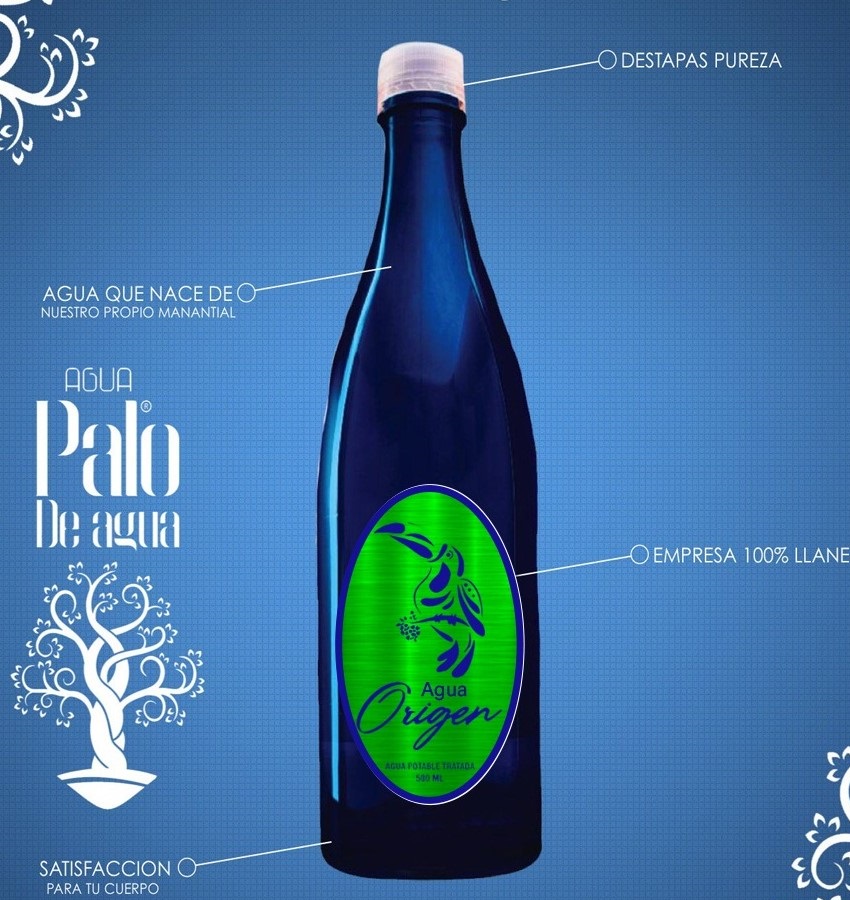 DESTAPAS PUREZA
AGUA QUE NACE DE
NUESTRO PROPIO MANANTIAL
AGUA
Palo®
De agua
EMPRESA 100% LLANE
Agua
Origen
AGUA POTABLE TRATADA
500 ML
SATISFACCION
PARA TU CUERPO